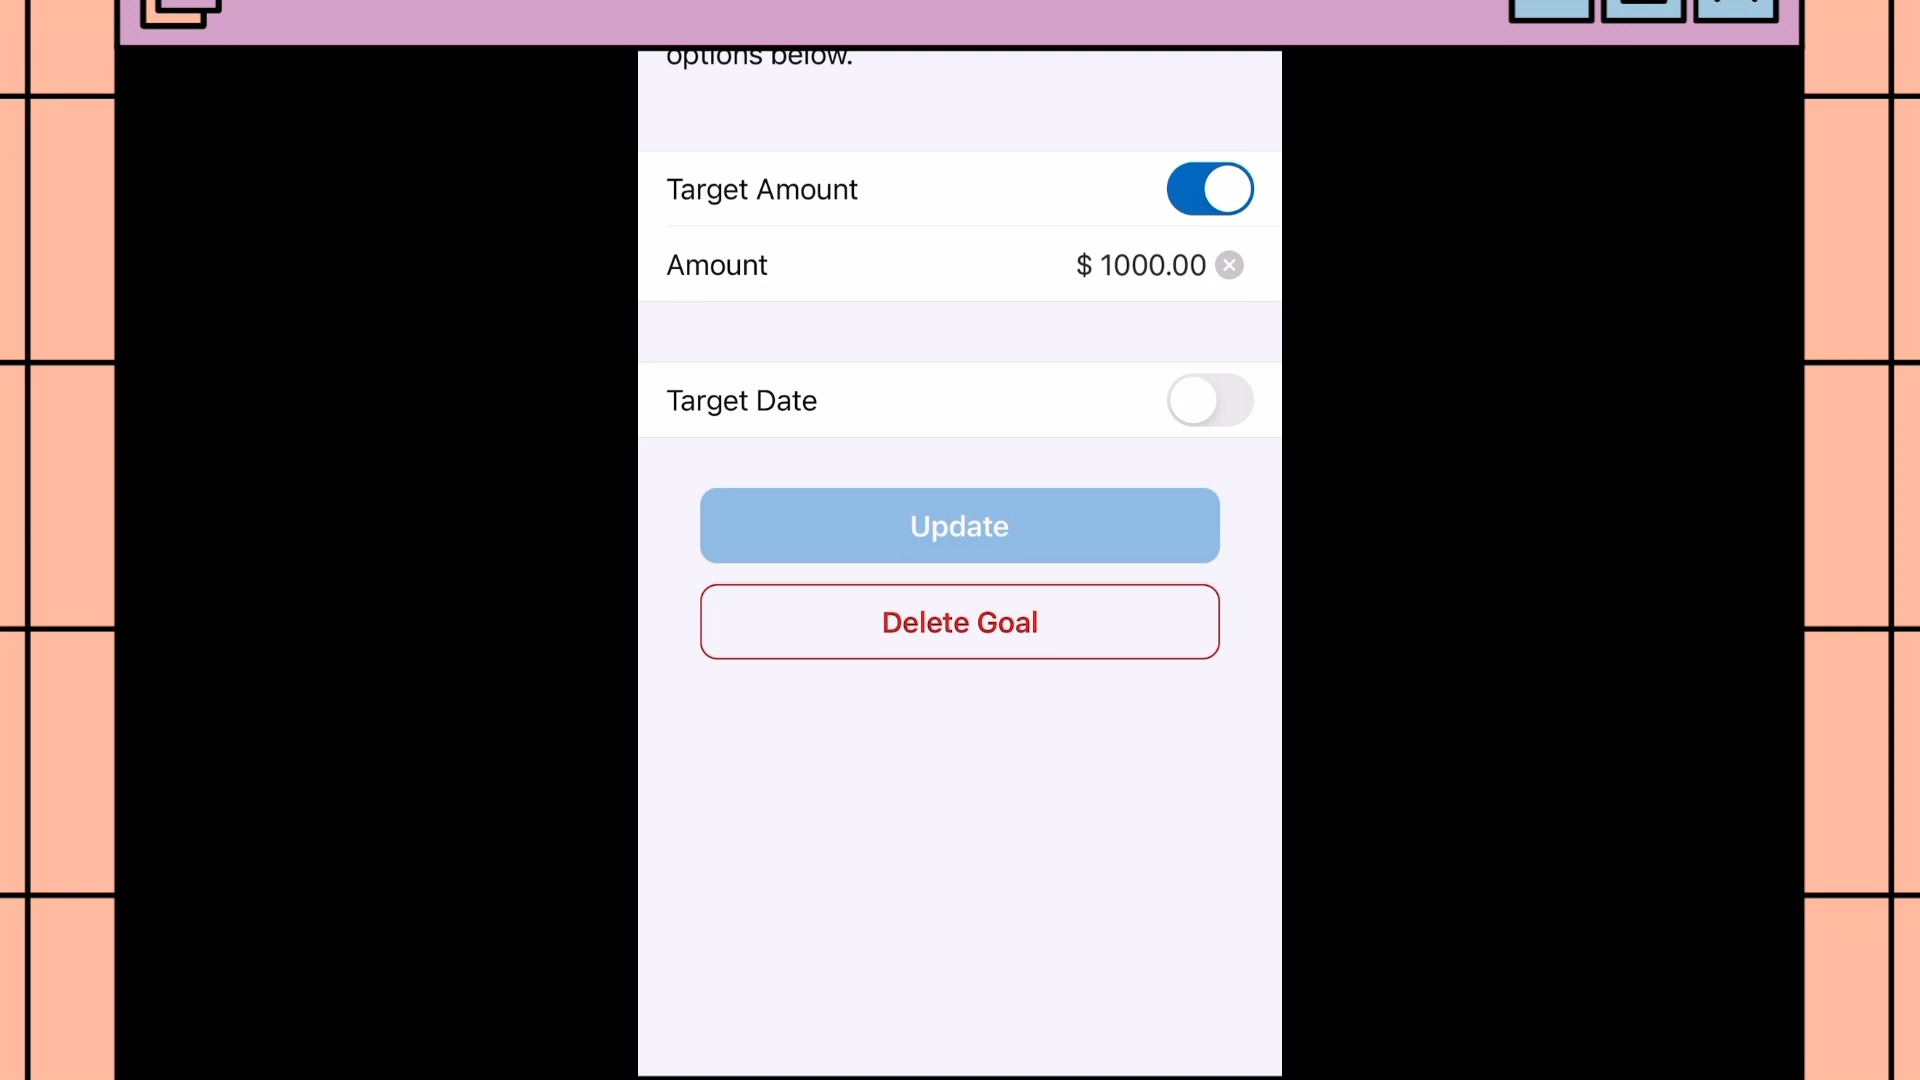 options below.
Target Amount
Amount $ 1000.00
Target Date
Update
Delete Goal